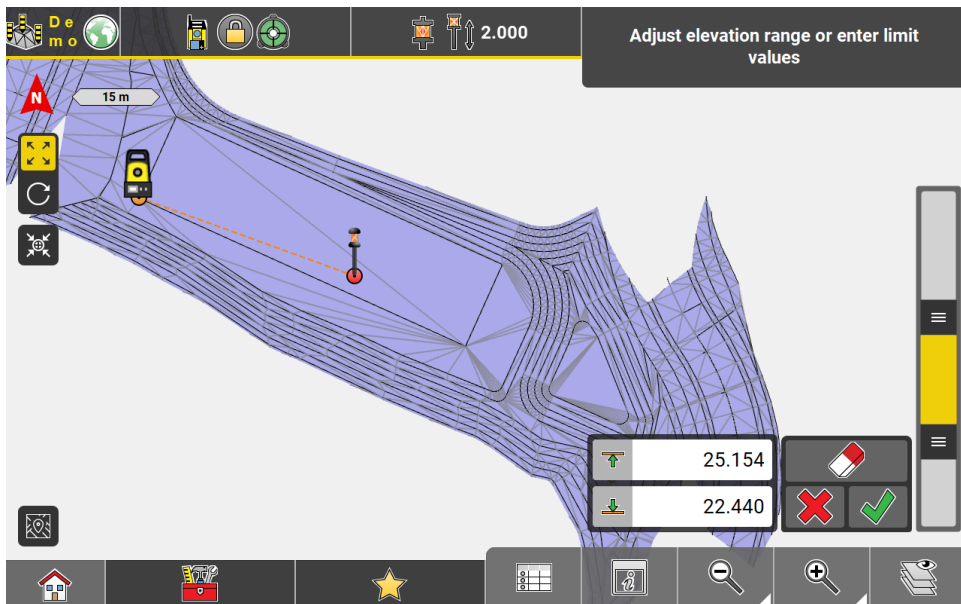 De
mo
2.000
Adjust elevation range or enter limit
values
N
15 m
25.154
22.440